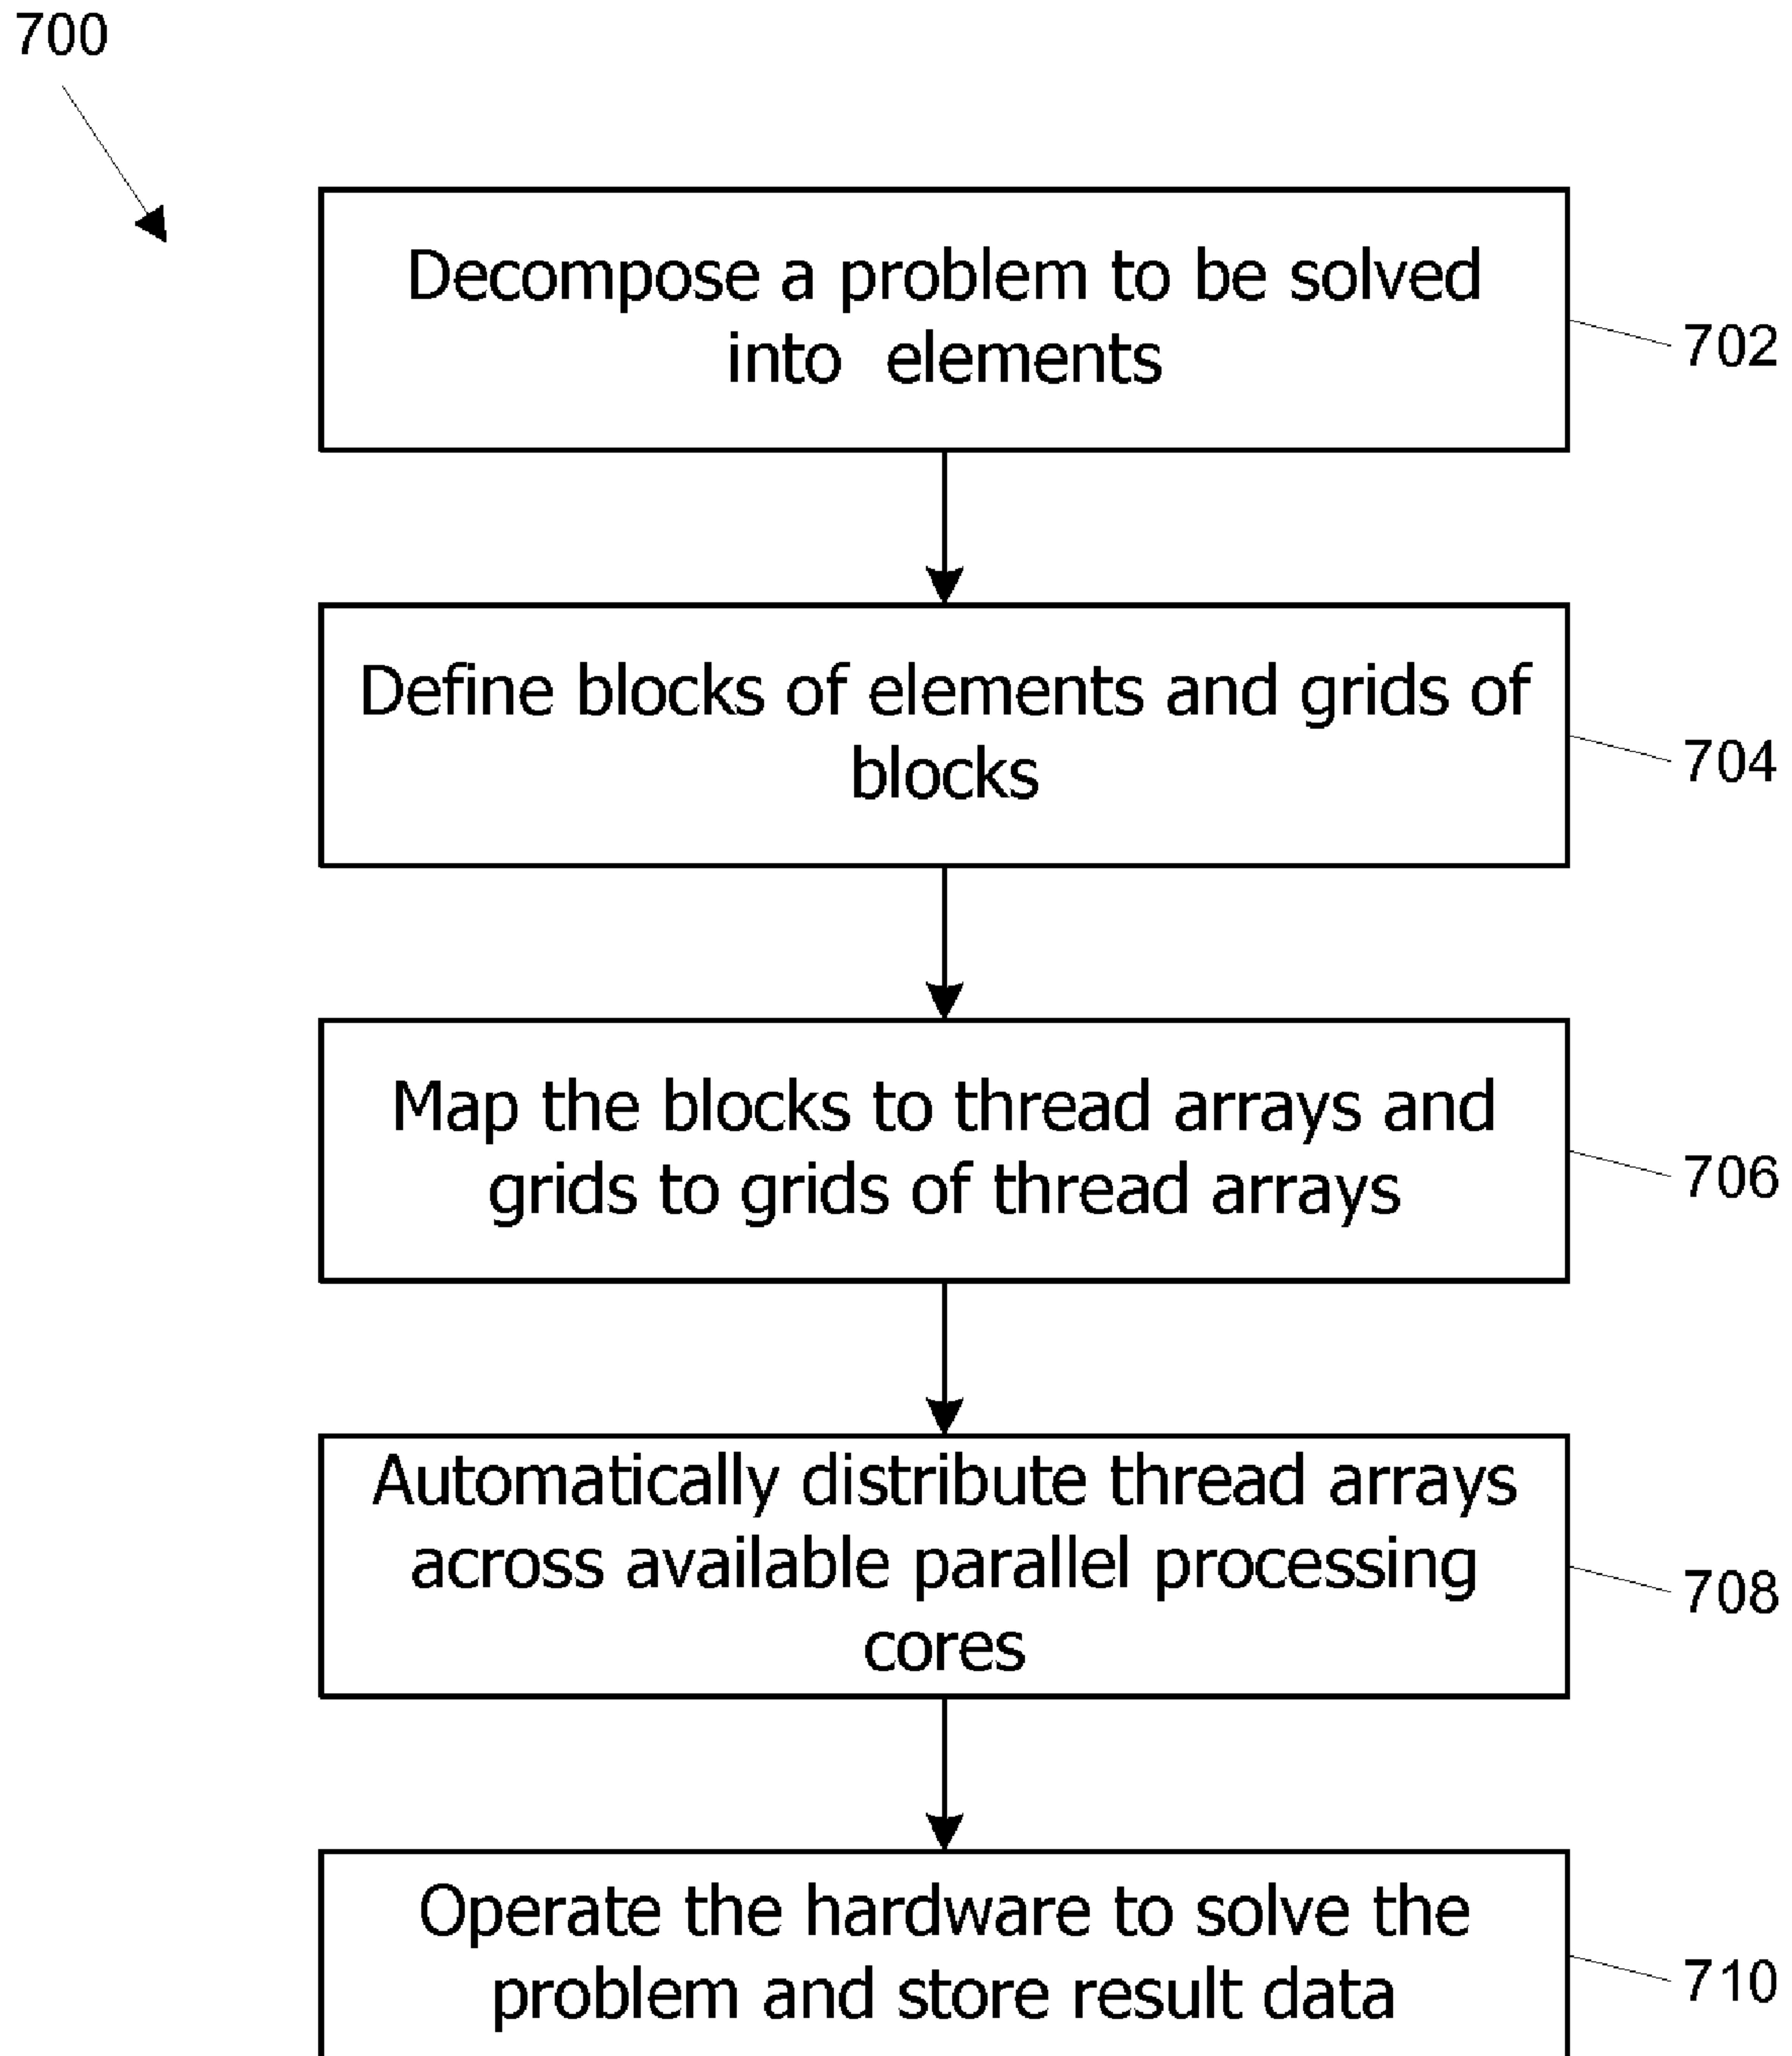 700
Decompose a problem to be solved
into elements
702
Define blocks of elements and grids of
blocks
704
Map the blocks to thread arrays and
grids to grids of thread arrays
706
Automatically distribute thread arrays
across available parallel processing
cores
708
Operate the hardware to solve the
problem and store result data
710